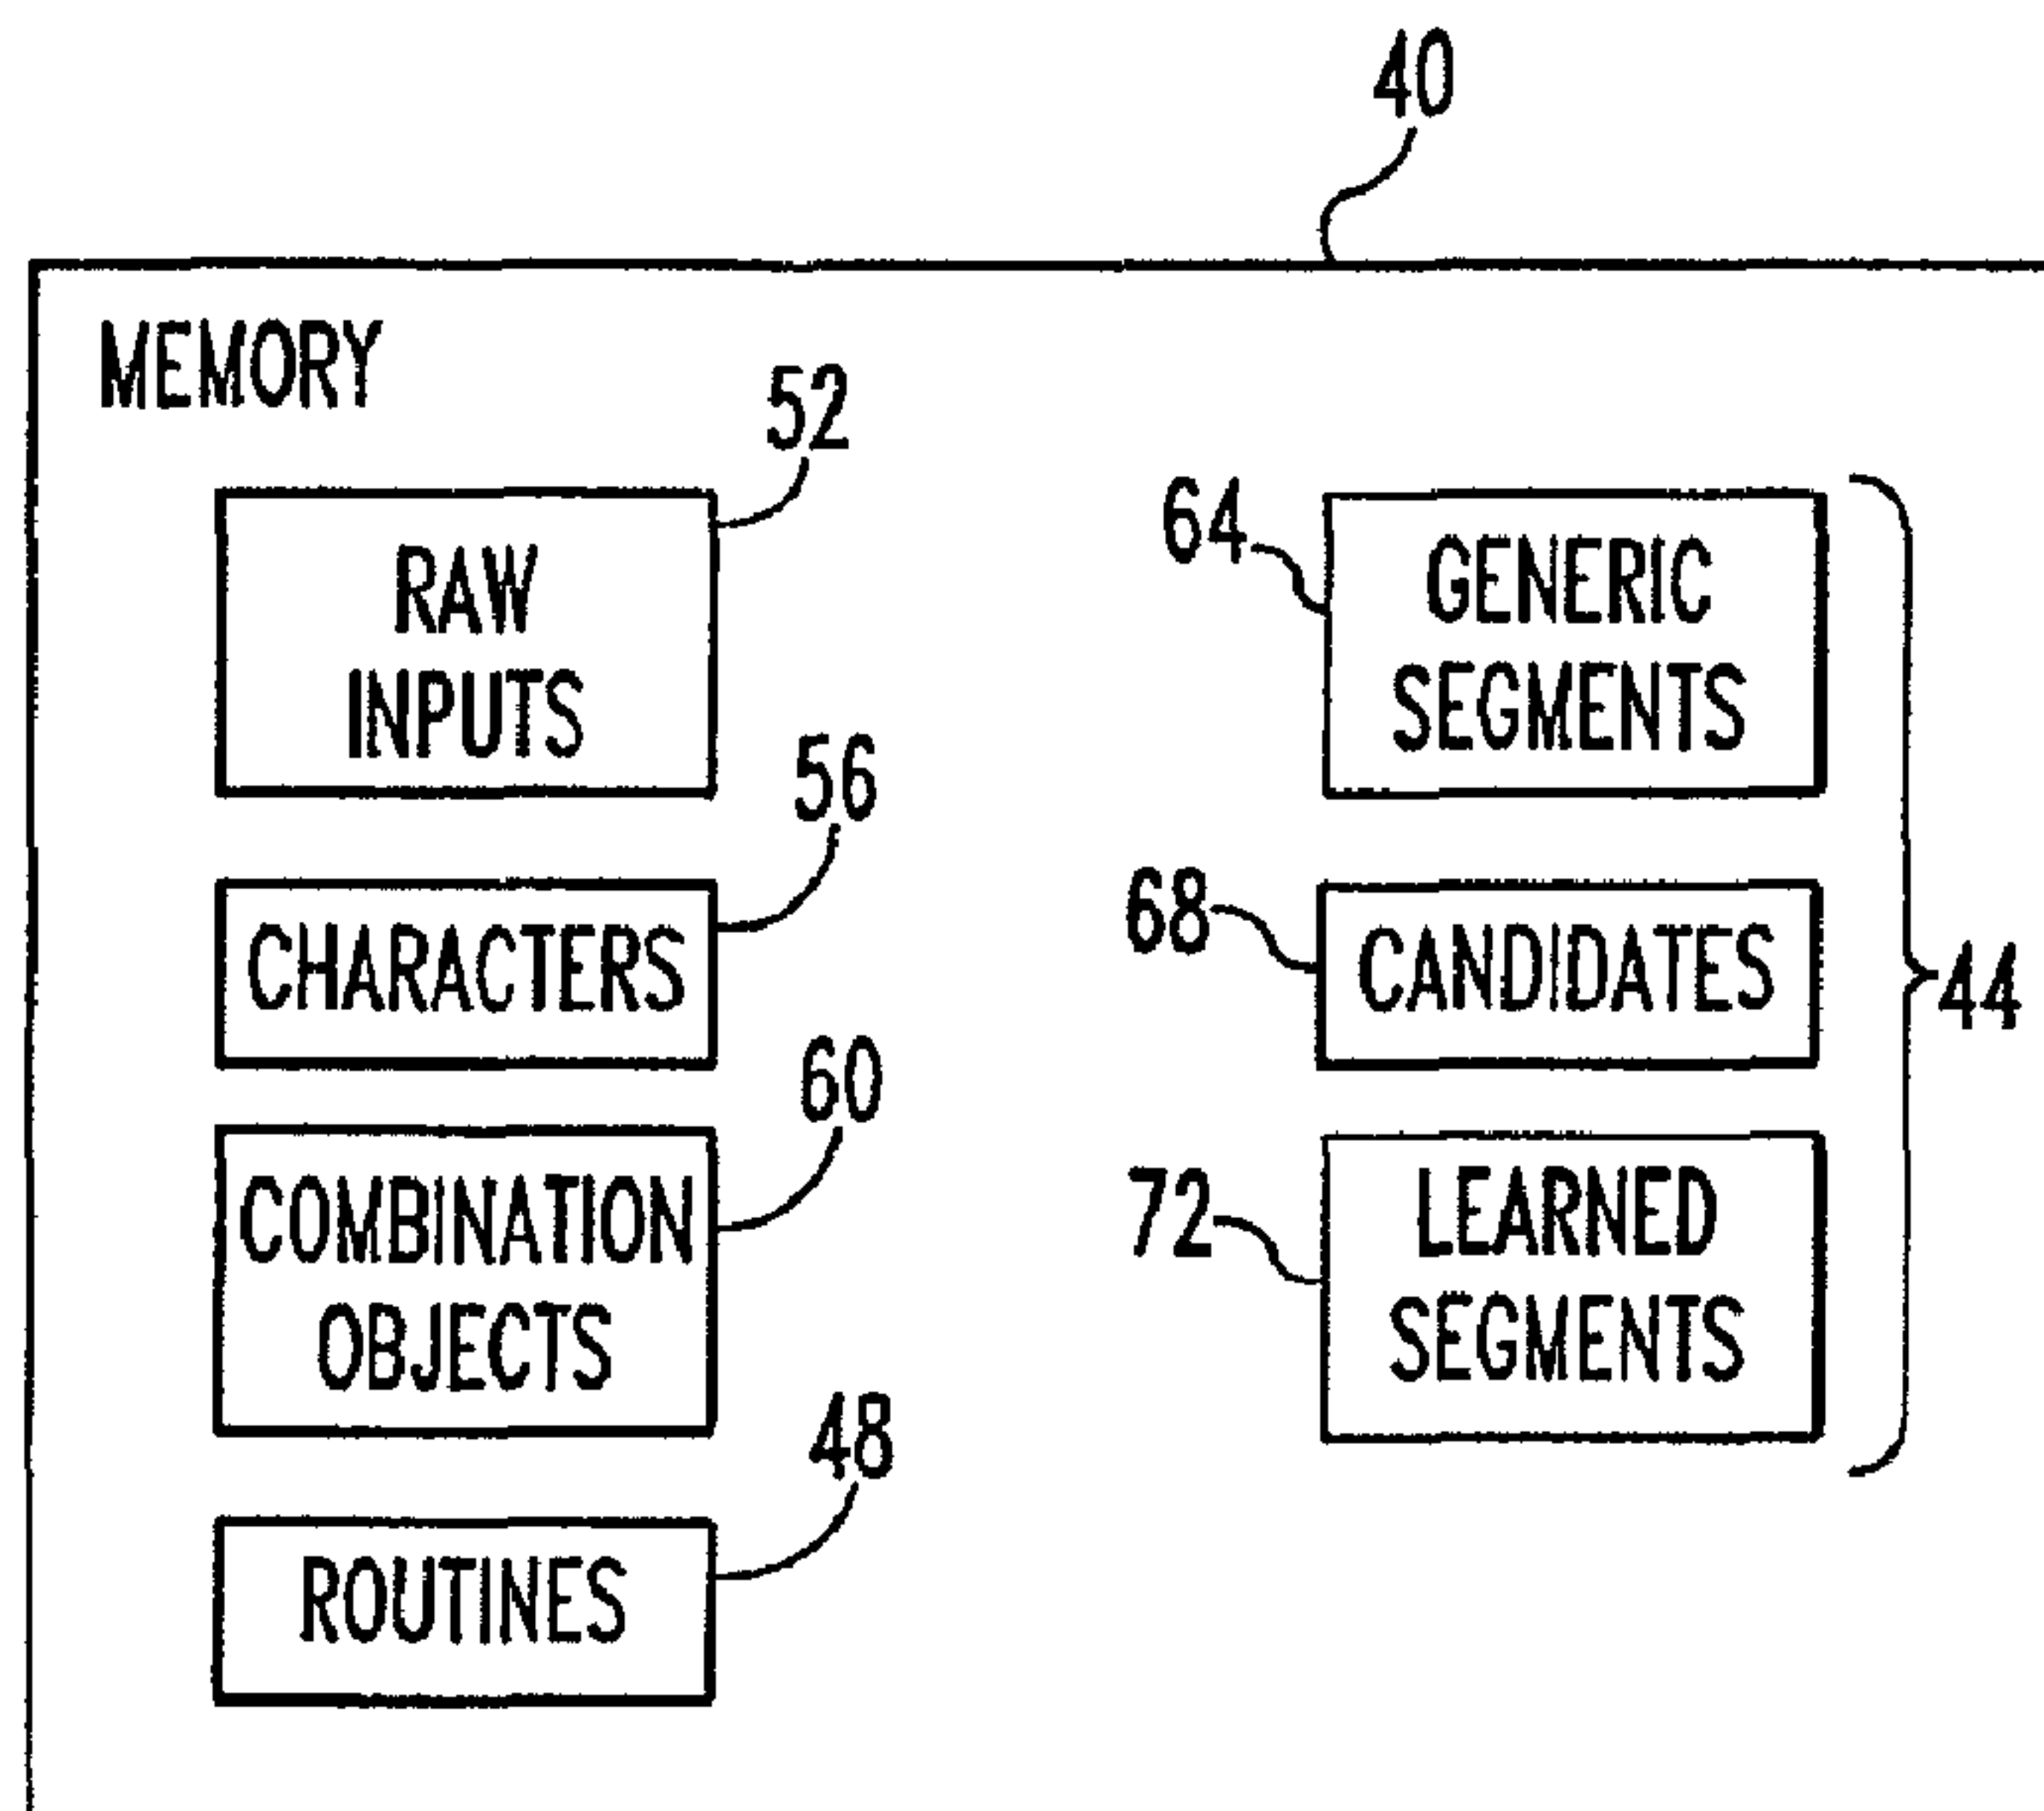 40
MEMORY
52
RAW
INPUTS
56
CHARACTERS
60
COMBINATION
OBJECTS
48
ROUTINES
64
GENERIC
SEGMENTS
68
CANDIDATES
72
LEARNED
SEGMENTS
44